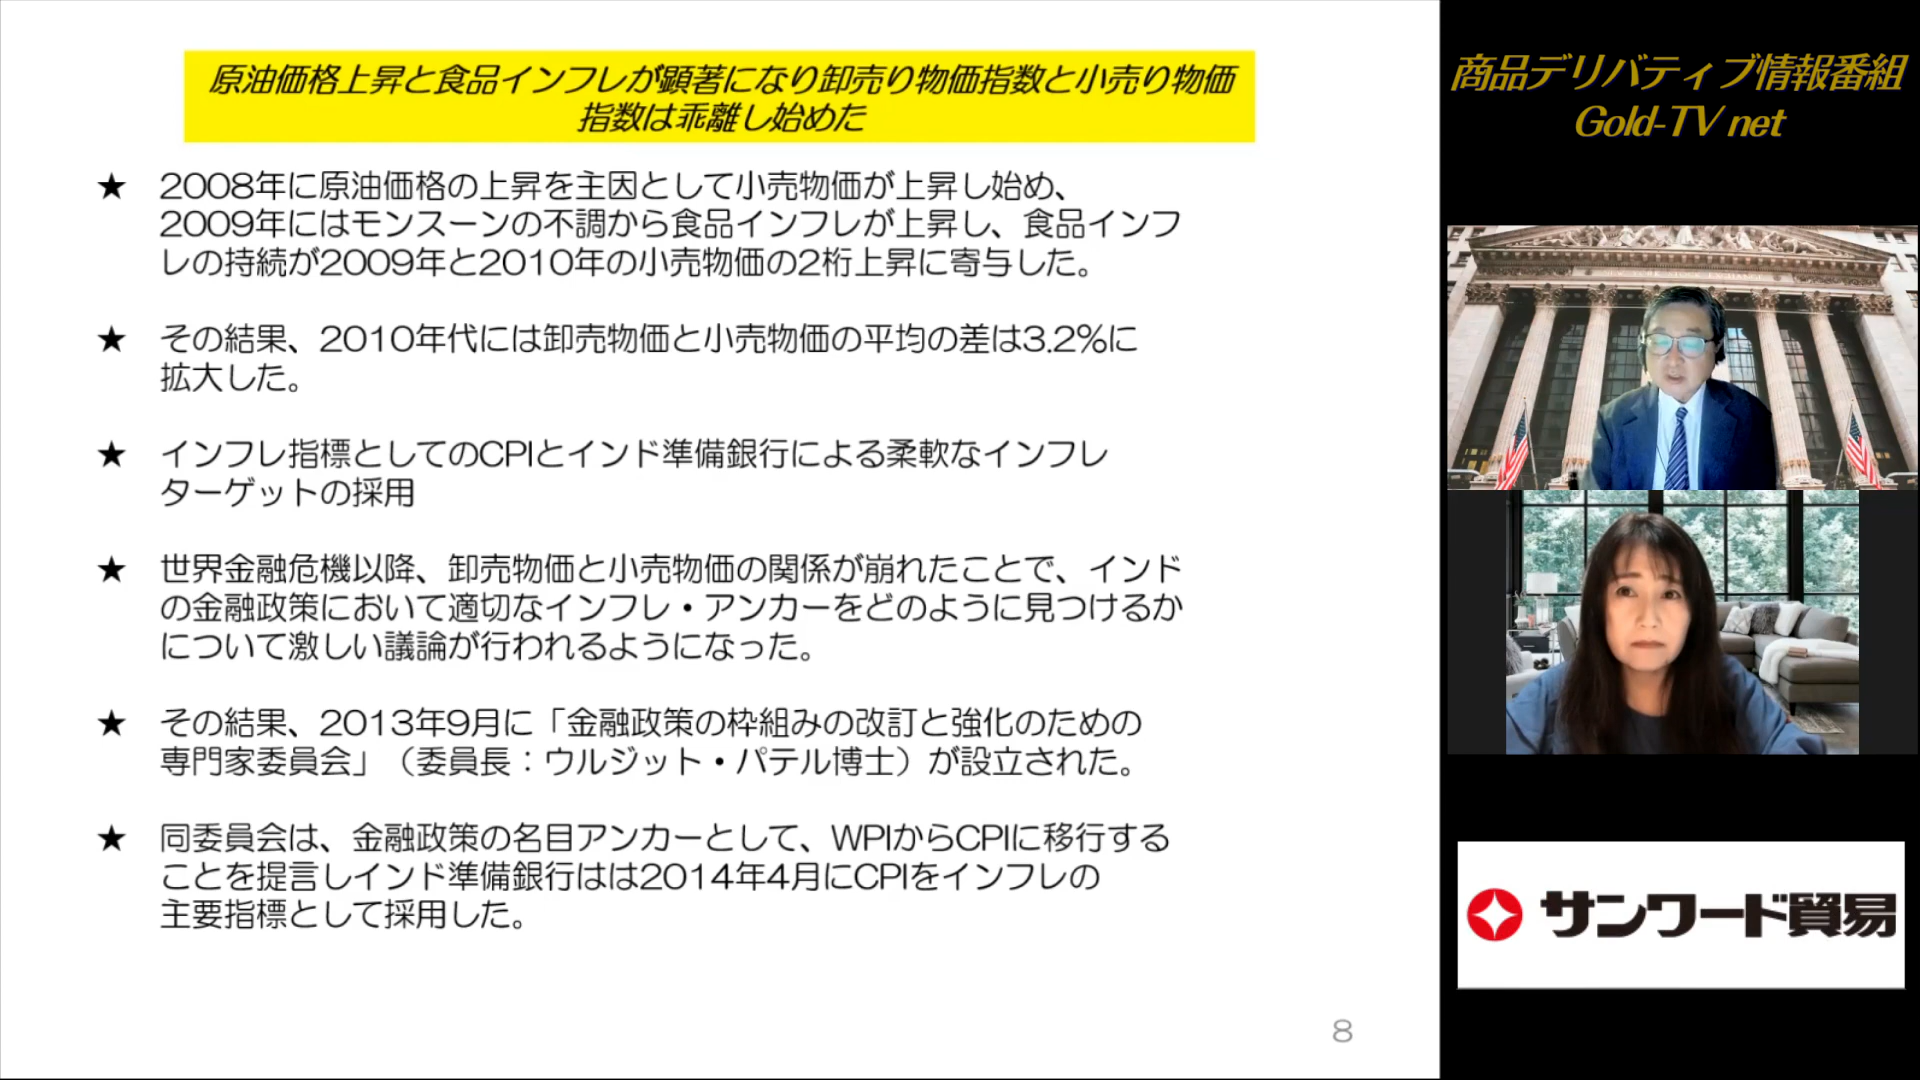 原油価格上昇と食品インフレが顕著になり卸売り物価指数と小売り物価
指数は乖離し始めた
★ 2008年に原油価格の上昇を主因として小売物価が上昇し始め、
2009年にはモンスーンの不調から食品インフレが上昇し、食品インフ
レの持続が2009年と2010年の小売物価の2桁上昇に寄与した。
★ その結果、2010年代には卸売物価と小売物価の平均の差は3.2%に
拡大した。
★ インフレ指標としてのCPIとインド準備銀行による柔軟なインフレ
ターゲットの採用
★ 世界金融危機以降、卸売物価と小売物価の関係が崩れたことで、インド
の金融政策において適切なインフレ・アンカーをどのように見つけるか
について激しい議論が行われるようになった。
★ その結果、2013年9月に「金融政策の枠組みの改訂と強化のための
専門家委員会」（委員長：ウルジット・パテル博士）が設立された。
★ 同委員会は、金融政策の名目アンカーとして、WPIからCPIに移行する
ことを提言しインド準備銀行はは2014年4月にCPIをインフレの
主要指標として採用した。
8
商品デリバティブ情報番組
Gold-TV net
サンワード貿易